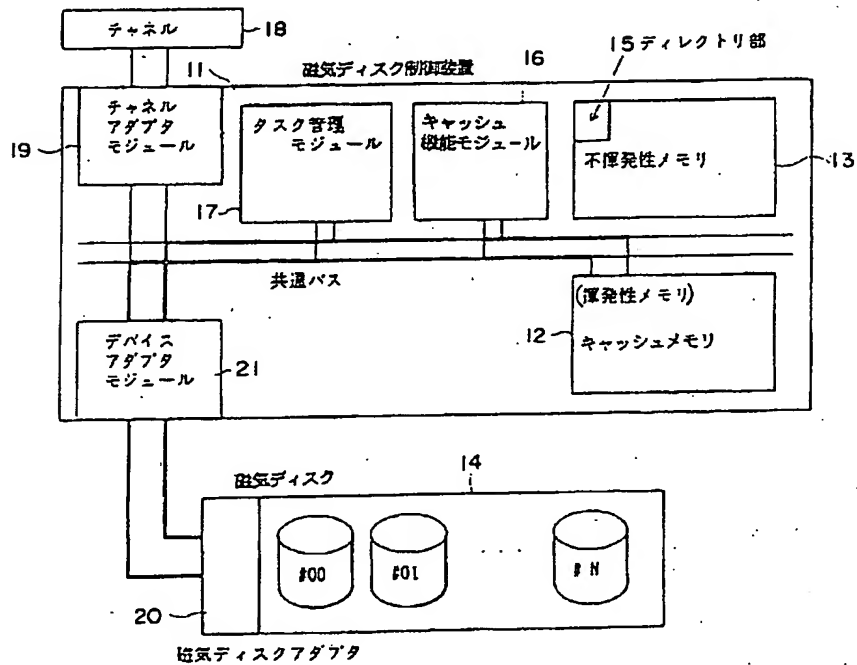 チャネル
18
11
磁気ディスク制御装置
16
15ディレクトリ部
チャネル
アダプタ
モジュール
19
タスク管理
モジュール
17
キャッシュ
機能モジュール
不揮発性メモリ
13
共通バス
(揮発性メモリ)
キャッシュメモリ
12
デバイス
アダプタ
モジュール
21
磁気ディスク
14
#00
#01
....
#N
20
磁気ディスクアダプタ